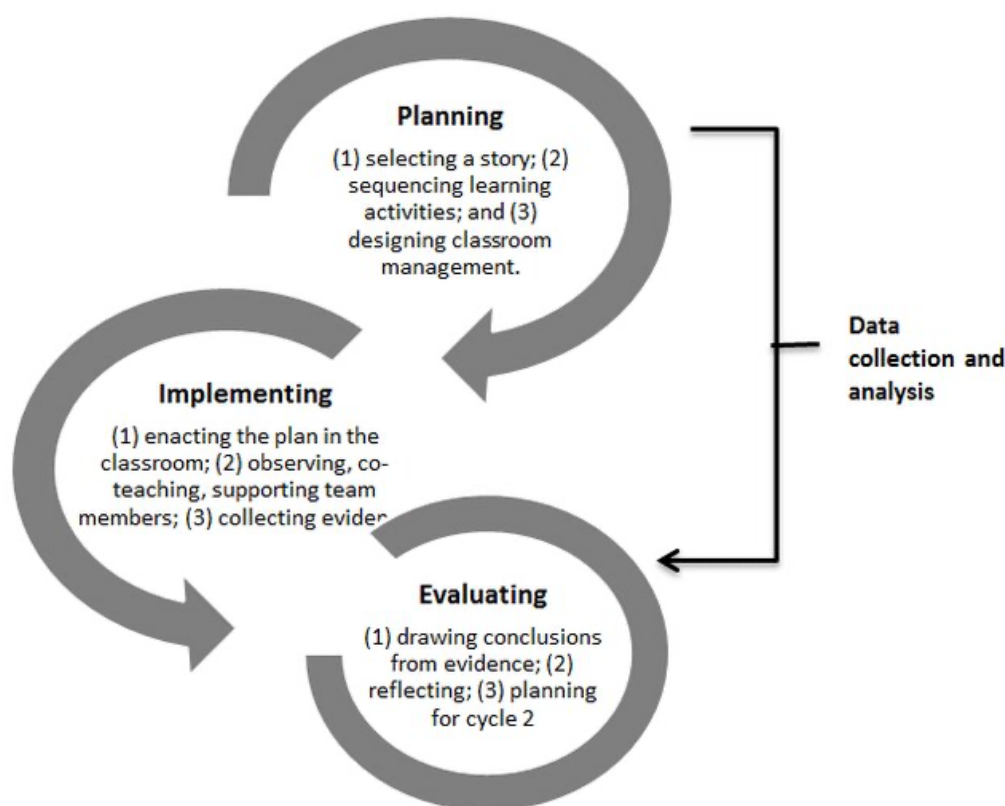 Planning
(1) selecting a story; (2)
sequencing learning
activities; and (3)
designing classroom
management.
Data
collection and
analysis
Implementing
(1) enacting the plan in the
classroom; (2) observing, co-
teaching, supporting team
members; (3) collecting eviden
Evaluating
(1) drawing conclusions
from evidence; (2)
reflecting; (3) planning
for cycle 2